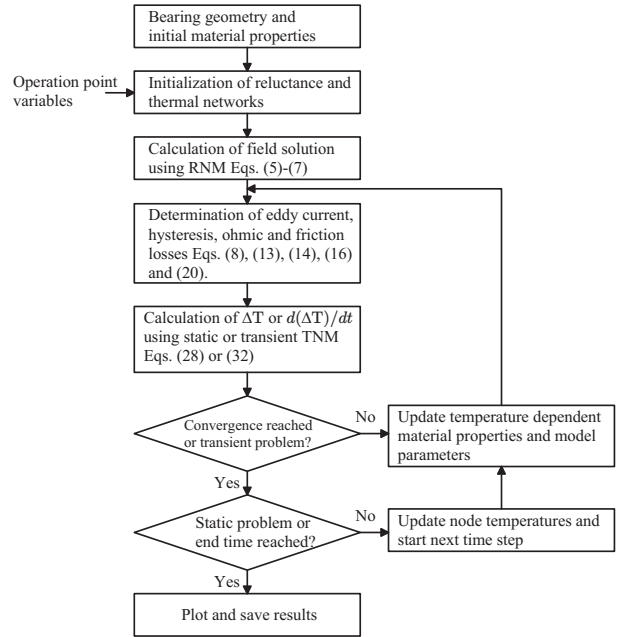 Bearing geometry and
initial material properties
Operation point
variables
Initialization of reluctance and
thermal networks
Calculation of field solution
using RNM Eqs. (5)-(7)
Determination of eddy current,
hysteresis, ohmic and friction
losses Eqs. (8), (13), (14), (16)
and (20).
Calculation of ΔT or d(ΔT)/dt
using static or transient TNM
Eqs. (28) or (32)
Convergence reached
or transient problem?
No
Update temperature dependent
material properties and model
parameters
Yes
Static problem or
end time reached?
No
Update node temperatures and
start next time step
Yes
Plot and save results